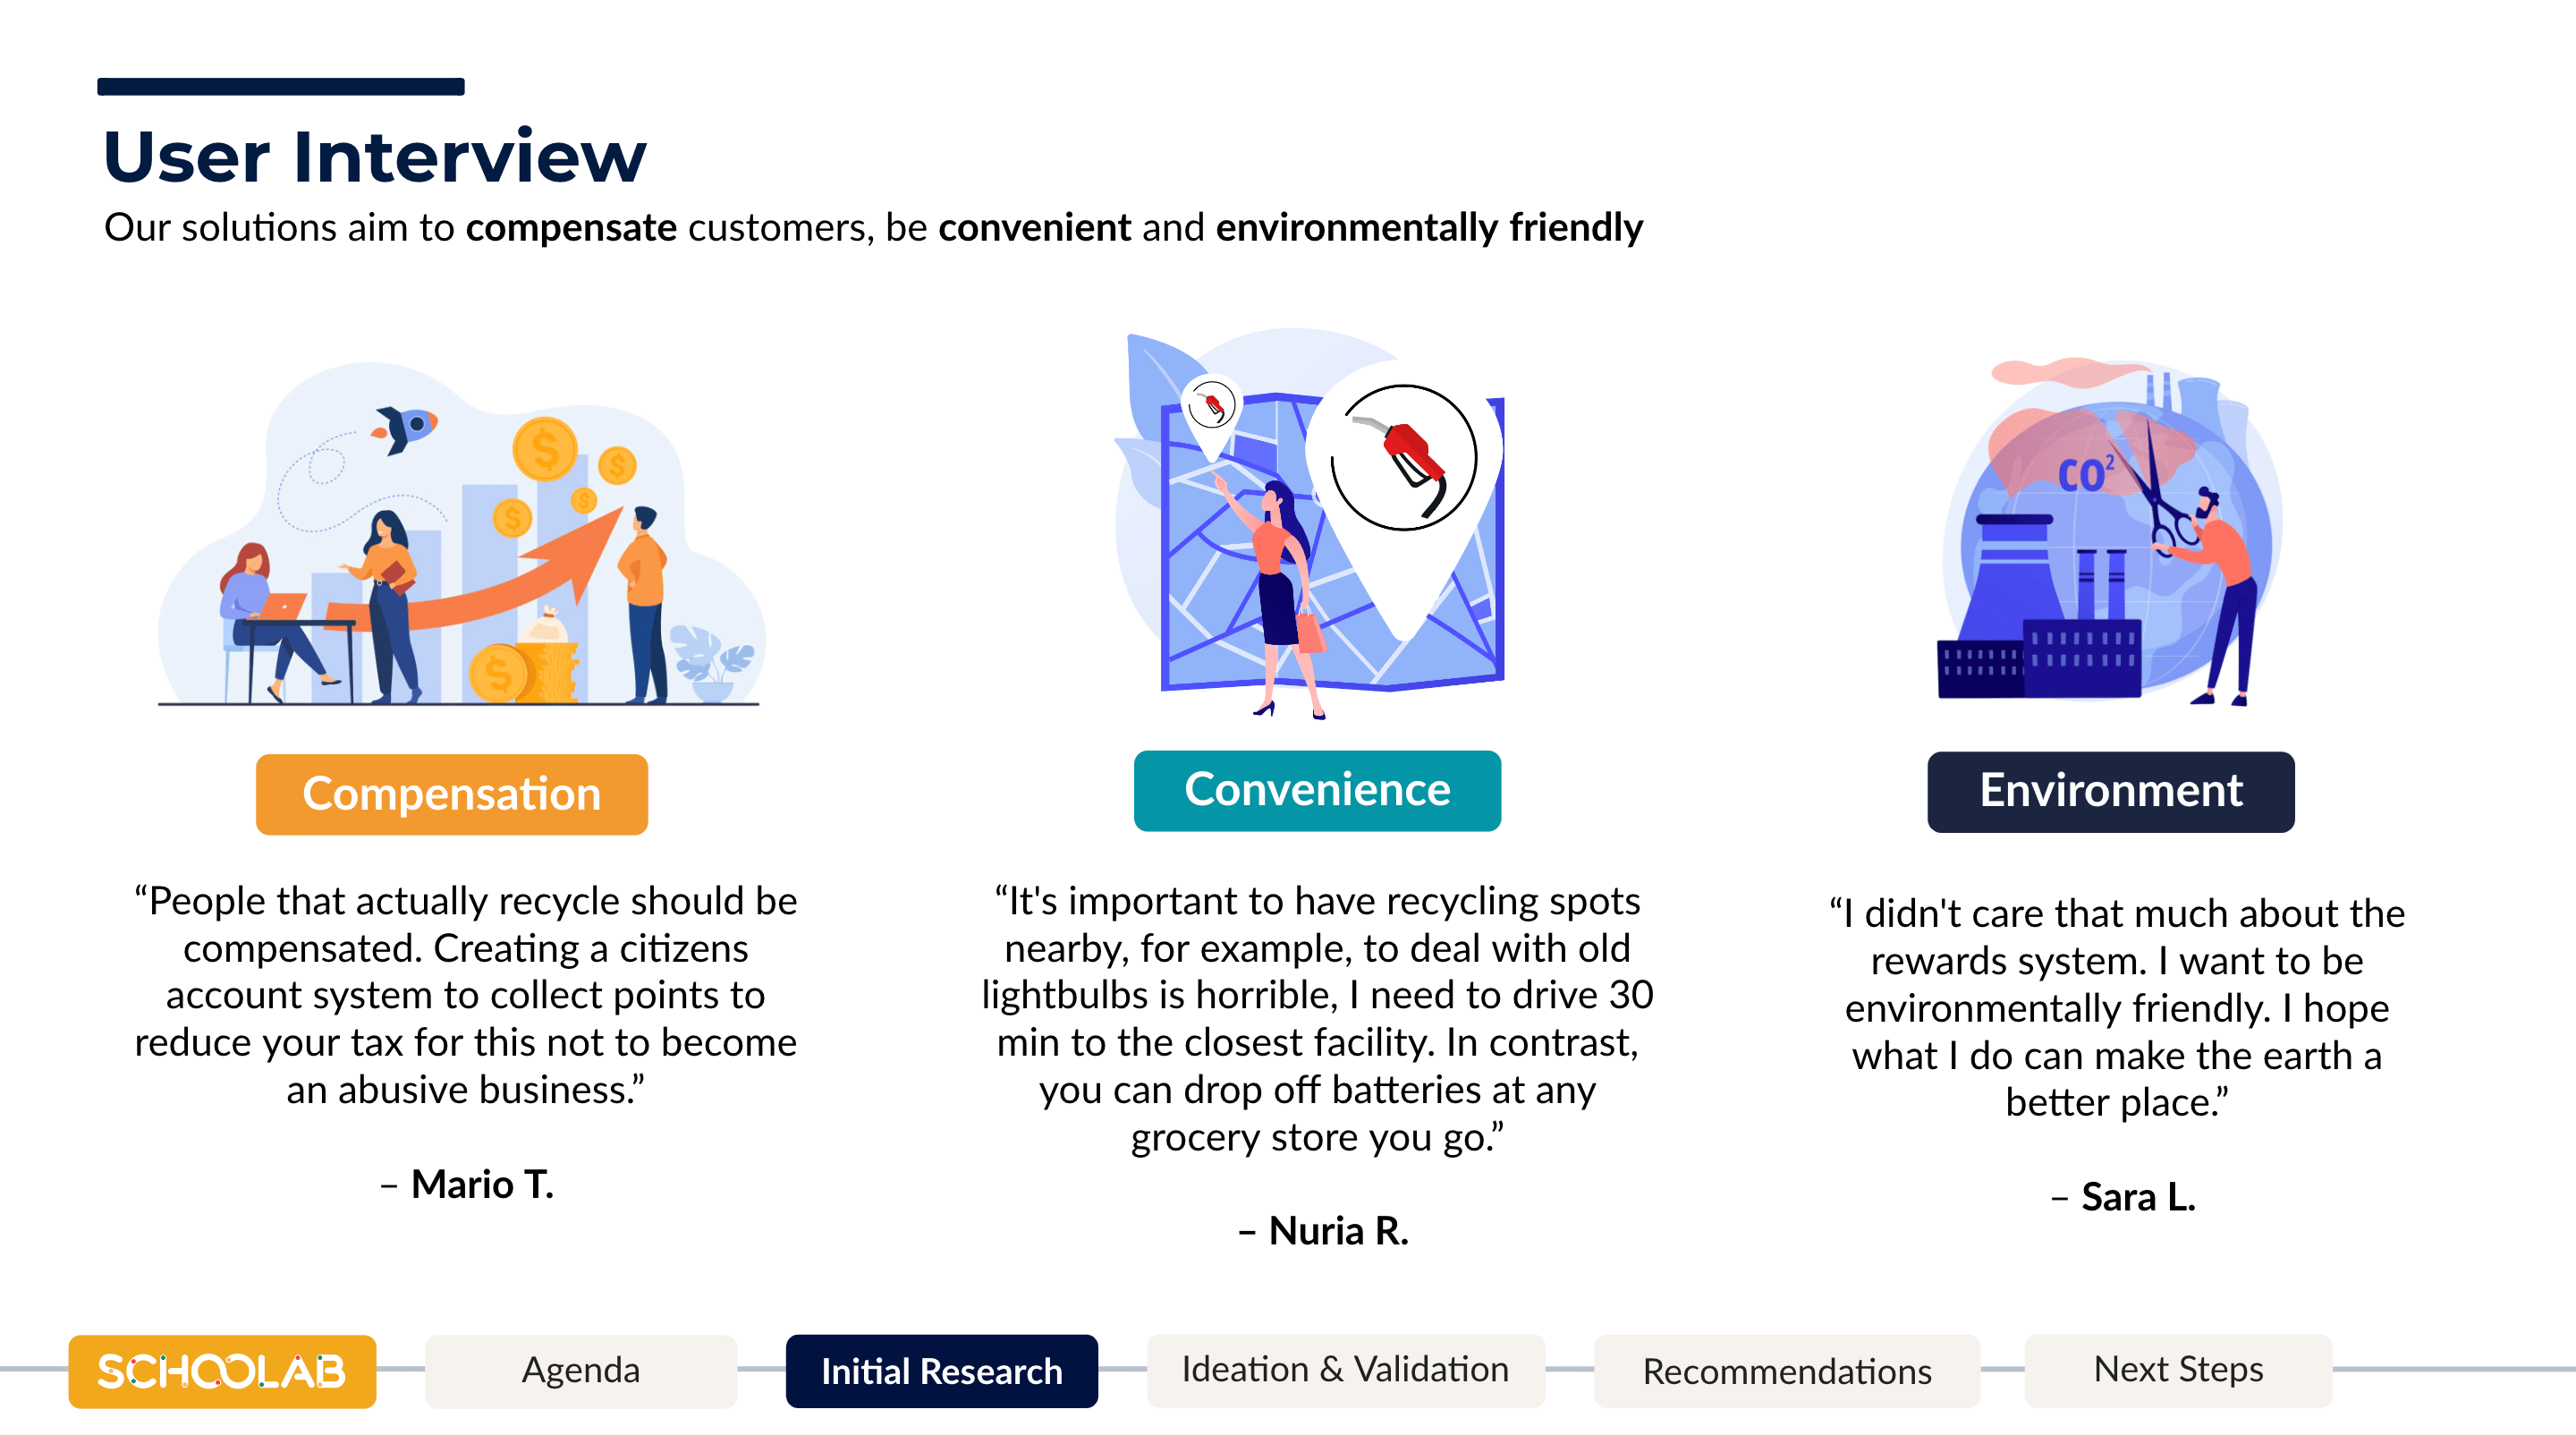 User Interview
Our solutions aim to compensate customers, be convenient and environmentally friendly
$
$
$
$
$
CO²
Compensation
“People that actually recycle should be
compensated. Creating a citizens
account system to collect points to
reduce your tax for this not to become
an abusive business.”
– Mario T.
Convenience
“It's important to have recycling spots
nearby, for example, to deal with old
lightbulbs is horrible, I need to drive 30
min to the closest facility. In contrast,
you can drop off batteries at any
grocery store you go.”
– Nuria R.
Environment
“I didn't care that much about the
rewards system. I want to be
environmentally friendly. I hope
what I do can make the earth a
better place.”
– Sara L.
SCHOOLAB
Agenda
Initial Research
Ideation & Validation
Recommendations
Next Steps